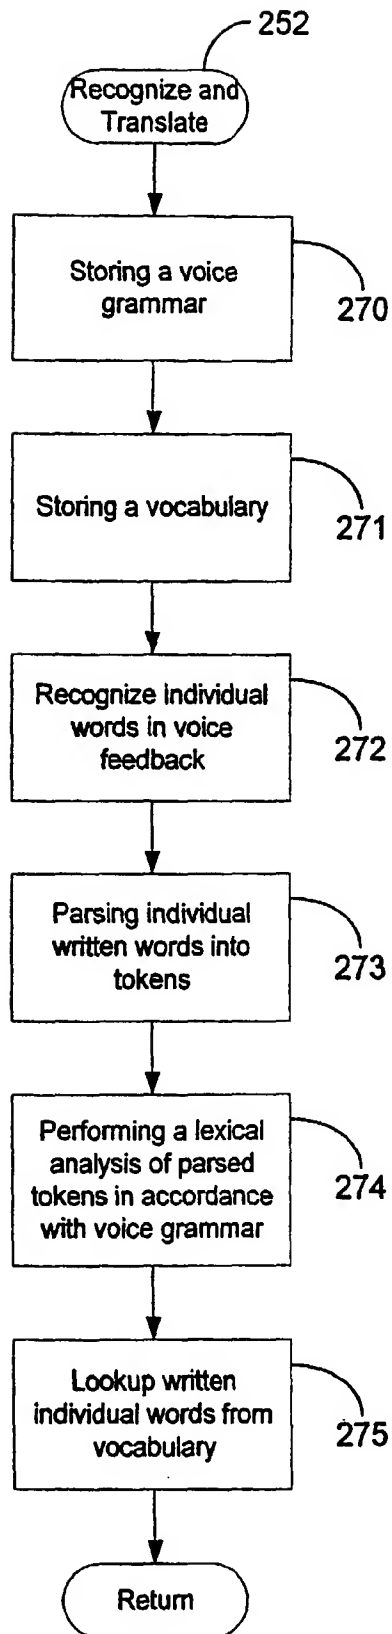 252
Recognize and
Translate
Storing a voice
grammar
270
Storing a vocabulary
271
Recognize individual
words in voice
feedback
272
Parsing individual
written words into
tokens
273
Performing a lexical
analysis of parsed
tokens in accordance
with voice grammar
274
Lookup written
individual words from
vocabulary
275
Return